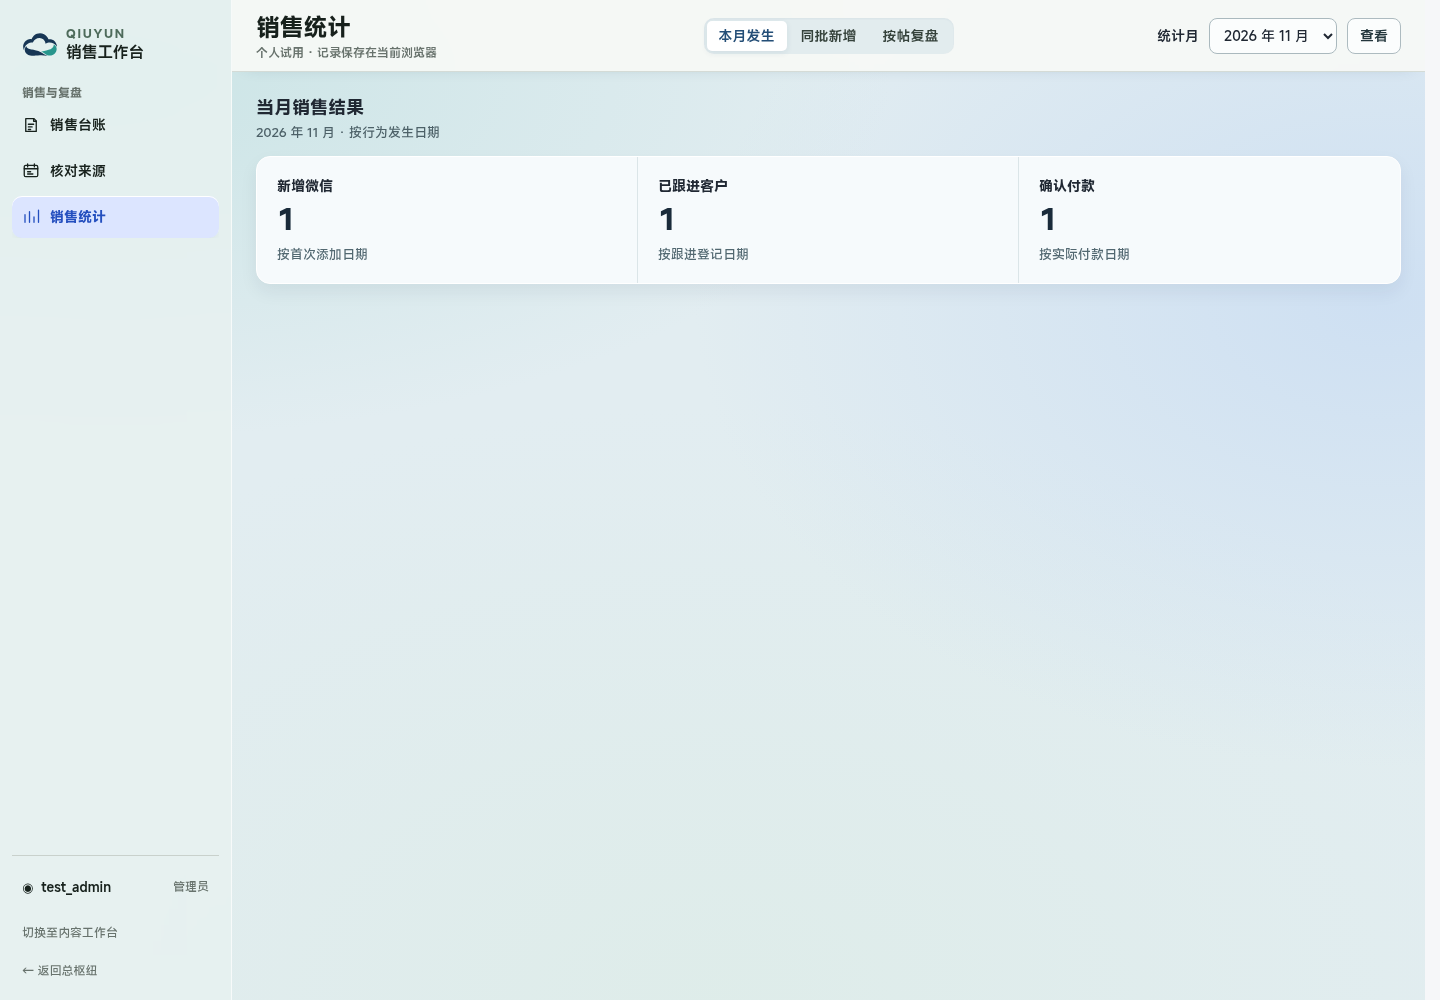 QIUYUN
销售工作台
销售与复盘
销售台账
核对来源
销售统计
test_admin
管理员
切换至内容工作台
← 返回总枢纽
销售统计
个人试用 · 记录保存在当前浏览器
本月发生
同批新增
按帖复盘
统计月
2026 年 11 月
查看
当月销售结果
2026 年 11 月 · 按行为发生日期
新增微信
1
按首次添加日期
已跟进客户
1
按跟进登记日期
确认付款
1
按实际付款日期